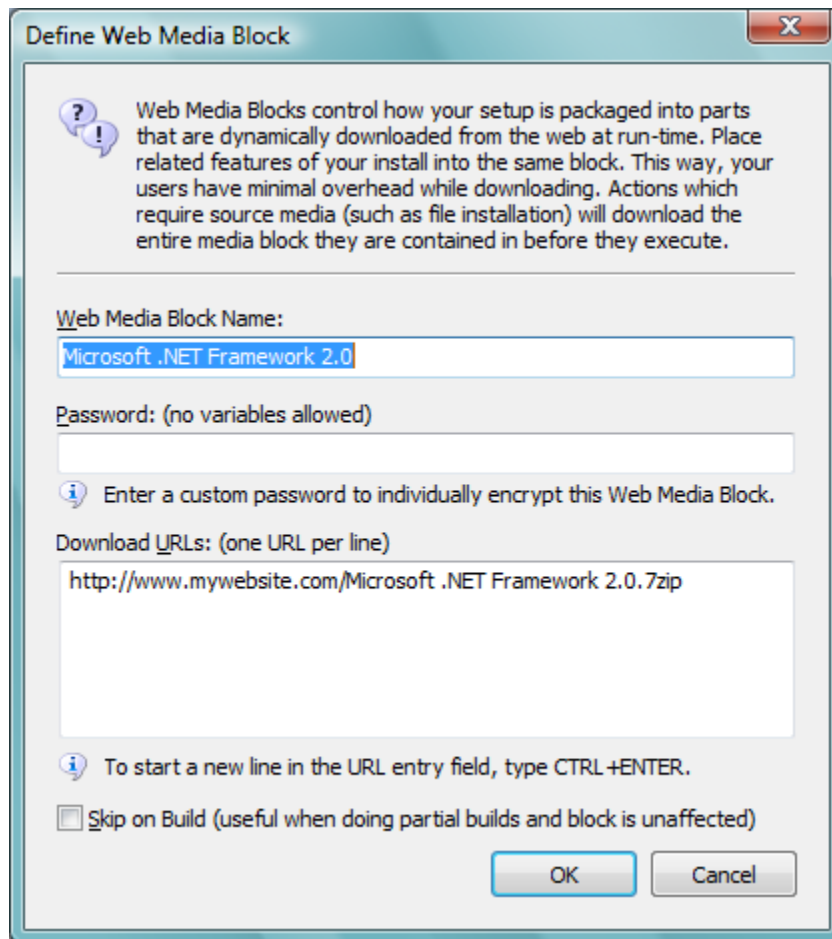 Define Web Media Block
Web Media Blocks control how your setup is packaged into parts
that are dynamically downloaded from the web at run-time. Place
related features of your install into the same block. This way, your
users have minimal overhead while downloading. Actions which
require source media (such as file installation) will download the
entire media block they are contained in before they execute.
Web Media Block Name:
Microsoft .NET Framework 2.0
Password: (no variables allowed)
Enter a custom password to individually encrypt this Web Media Block.
Download URLs: (one URL per line)
http://www.mywebsite.com/Microsoft .NET Framework 2.0.7zip
To start a new line in the URL entry field, type CTRL+ENTER.
Skip on Build (useful when doing partial builds and block is unaffected)
OK Cancel